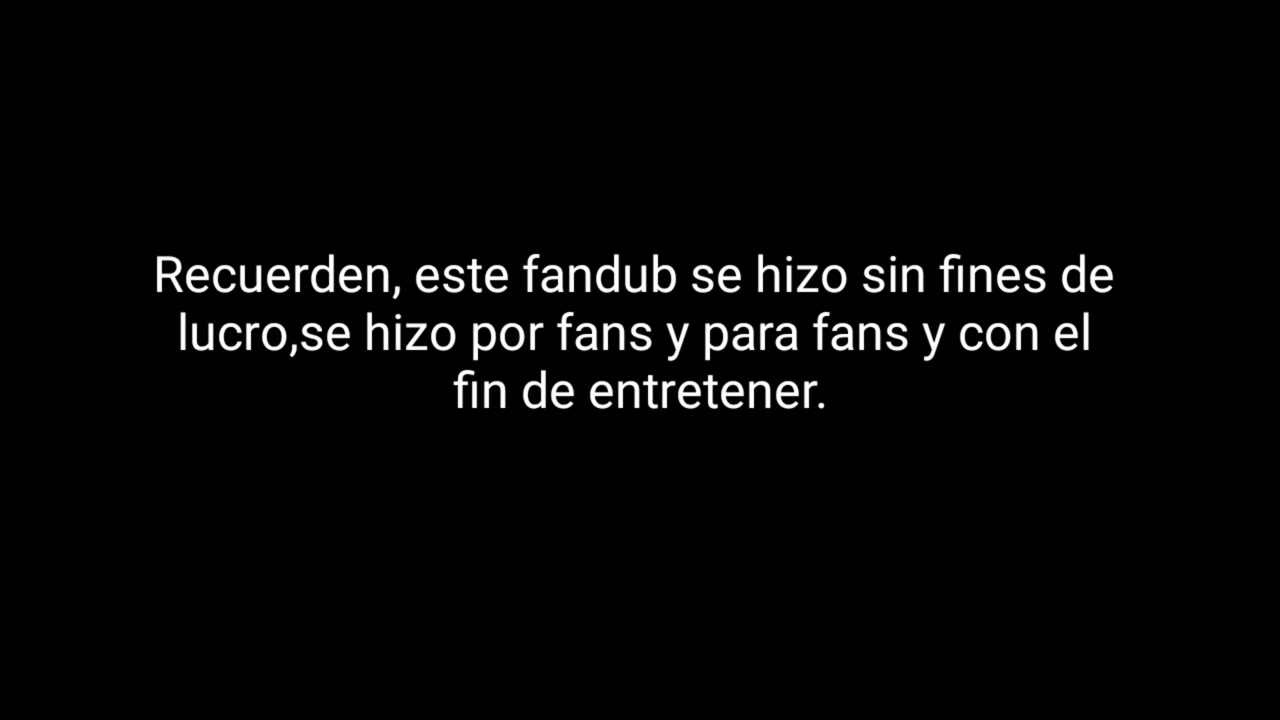 Recuerden, este fandub se hizo sin fines de
lucro,se hizo por fans y para fans y con el
fin de entretener.